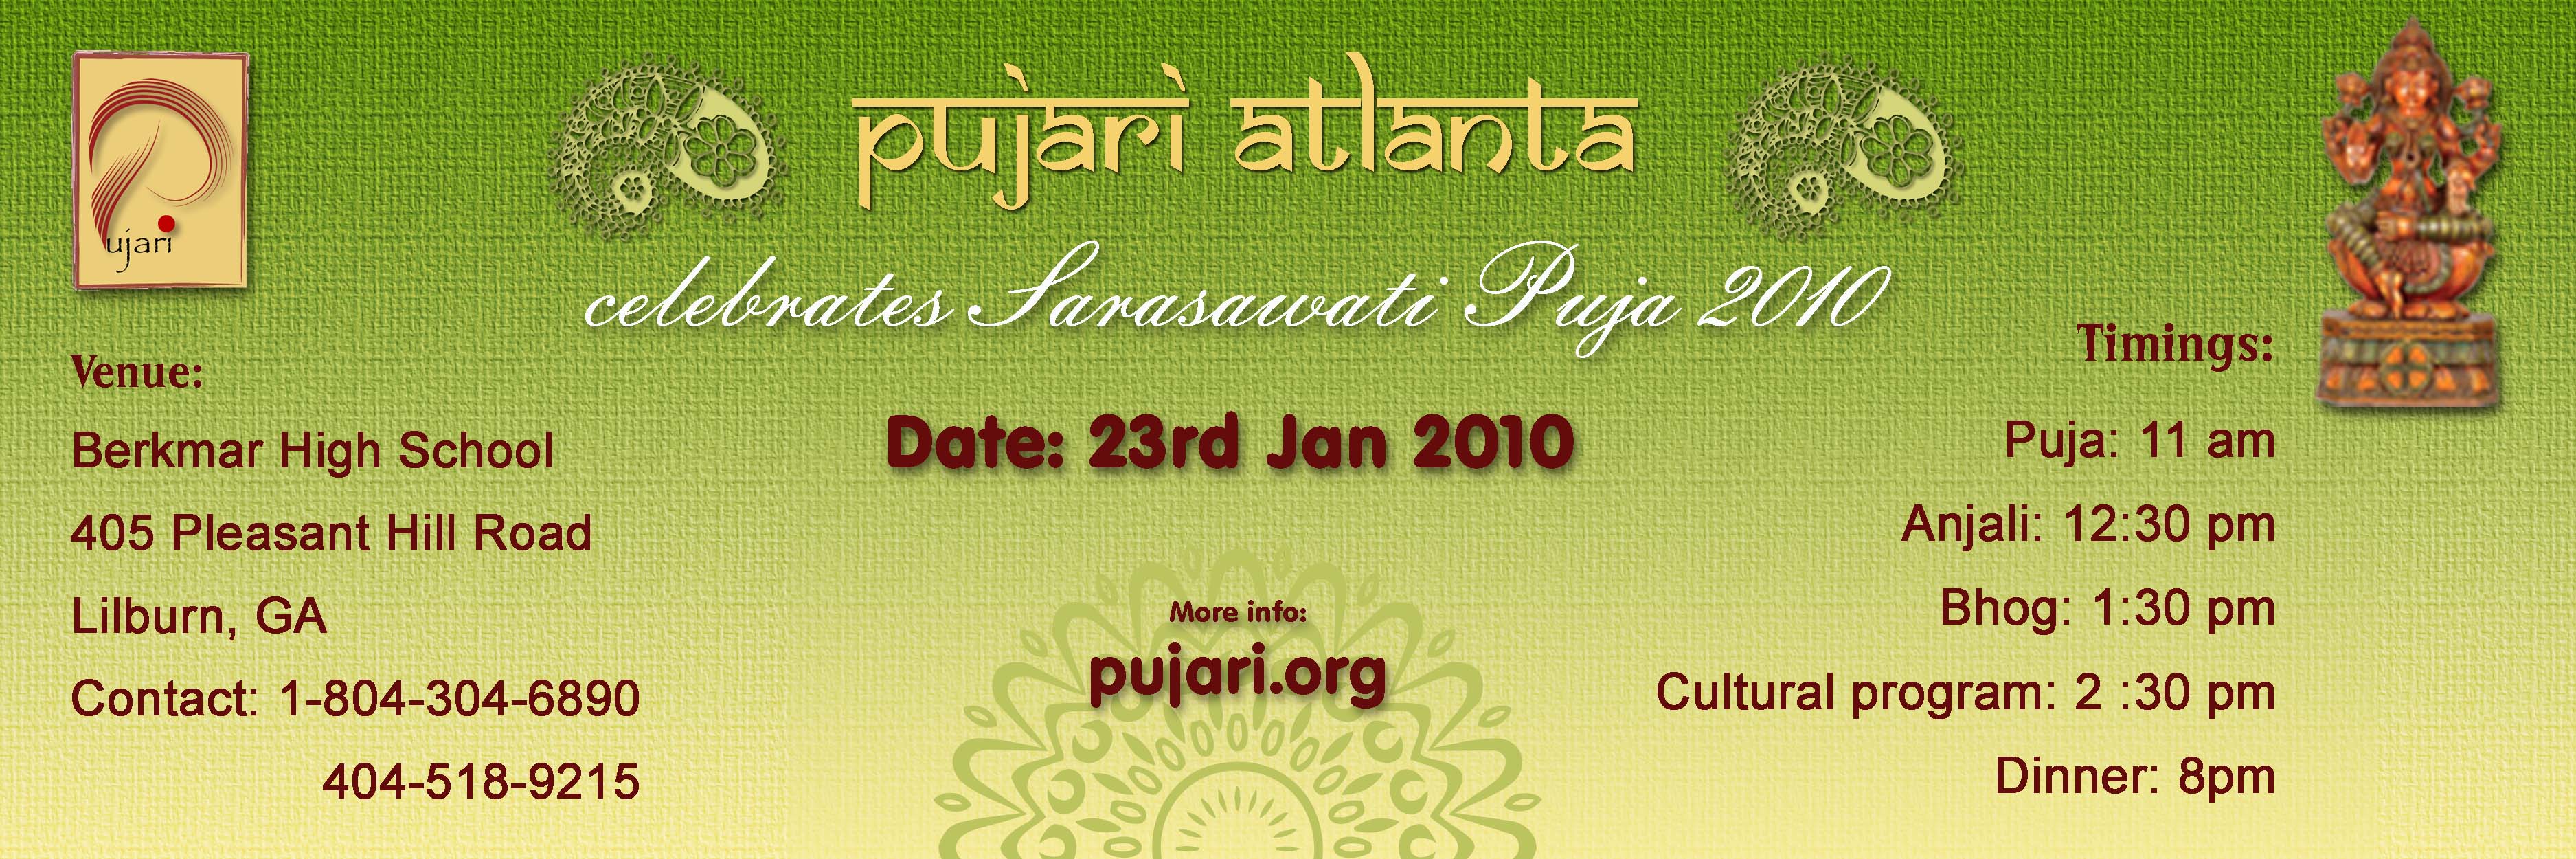 Pujari
pujari atlanta
celebrates Sarasawati Puja 2010
Venue:
Berkmar High School
405 Pleasant Hill Road
Lilburn, GA
Contact: 1-804-304-6890
404-518-9215
Date: 23rd Jan 2010
More info:
pujari.org
Timings:
Puja: 11 am
Anjali: 12:30 pm
Bhog: 1:30 pm
Cultural program: 2 :30 pm
Dinner: 8pm